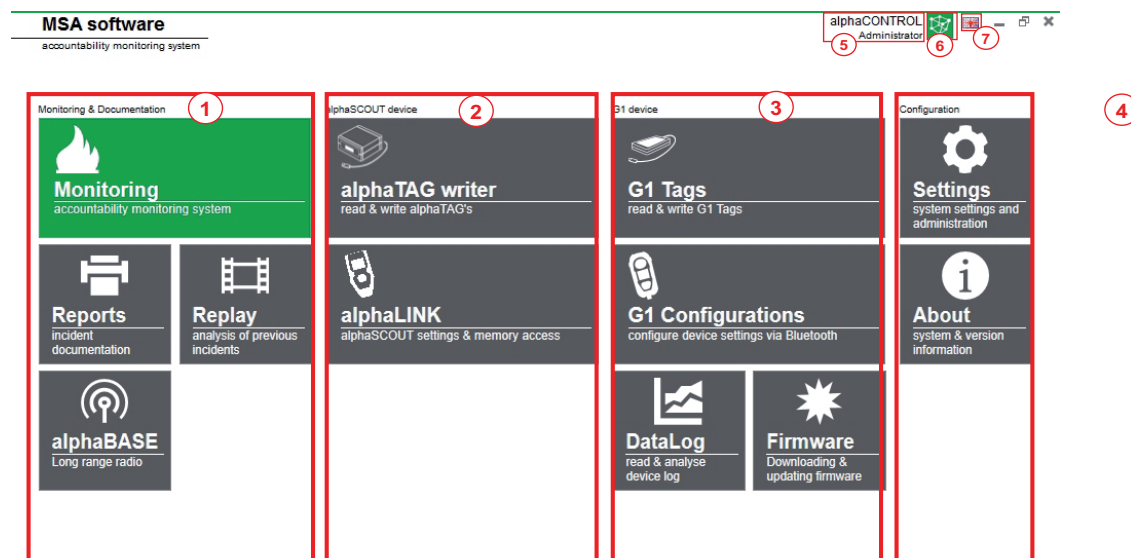 MSA software
accountability monitoring system
alphaCONTROL
Administrator
5
6
7
Monitoring & Documentation
1
alphaSCOUT device
2
G1 device
3
Configuration
4
Monitoring
accountability monitoring system
alphaTAG writer
read & write alphaTAG's
G1 Tags
read & write G1 Tags
Settings
system settings and
administration
Reports
incident
documentation
Replay
analysis of previous
incidents
alphaLINK
alphaSCOUT settings & memory access
G1 Configurations
configure device settings via Bluetooth
i
About
system & version
information
alphaBASE
Long range radio
DataLog
read & analyse
device log
Firmware
Downloading &
updating firmware